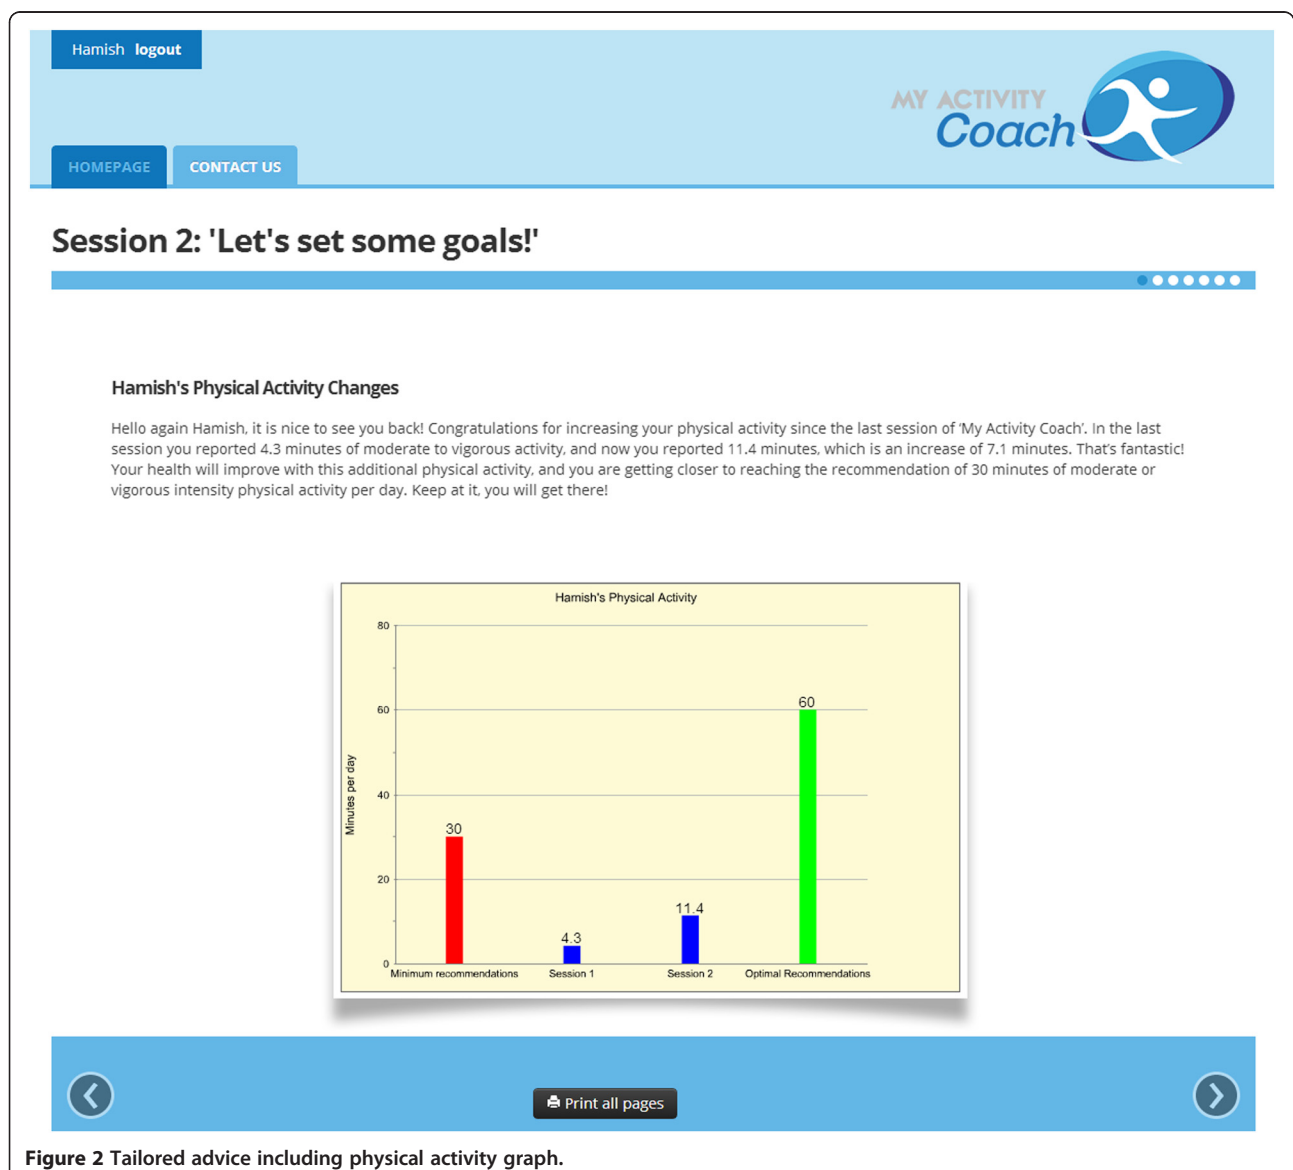 Hamish logout
MY ACTIVITY
Coach
HOMEPAGE CONTACT US
Session 2: 'Let's set some goals!'
Hamish's Physical Activity Changes
Hello again Hamish, it is nice to see you back! Congratulations for increasing your physical activity since the last session of 'My Activity Coach'. In the last
session you reported 4.3 minutes of moderate to vigorous activity, and now you reported 11.4 minutes, which is an increase of 7.1 minutes. That's fantastic!
Your health will improve with this additional physical activity, and you are getting closer to reaching the recommendation of 30 minutes of moderate or
vigorous intensity physical activity per day. Keep at it, you will get there!
Hamish's Physical Activity
80
60
40
20
0
Minutes per day
30
4.3
11.4
60
Minimum recommendations Session 1 Session 2 Optimal Recommendations
Print all pages
Figure 2 Tailored advice including physical activity graph.